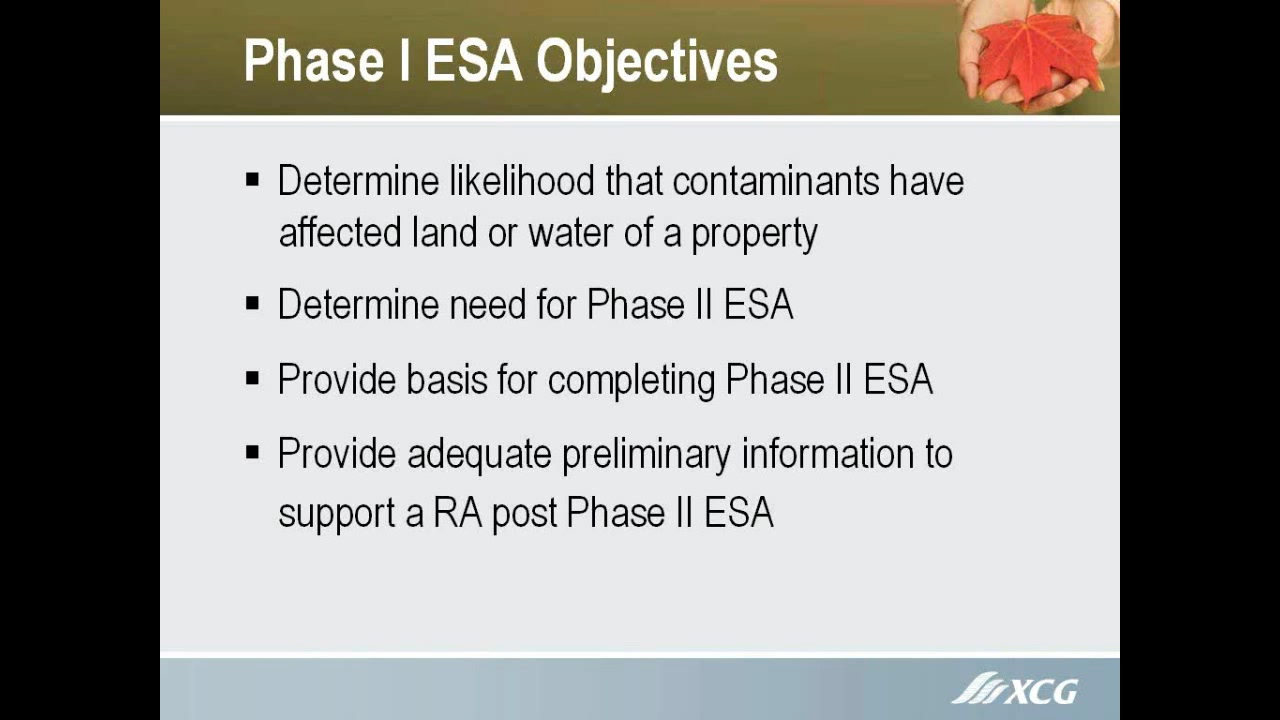 Phase I ESA Objectives
▪ Determine likelihood that contaminants have
affected land or water of a property
▪ Determine need for Phase II ESA
▪ Provide basis for completing Phase II ESA
▪ Provide adequate preliminary information to
support a RA post Phase II ESA
XCG